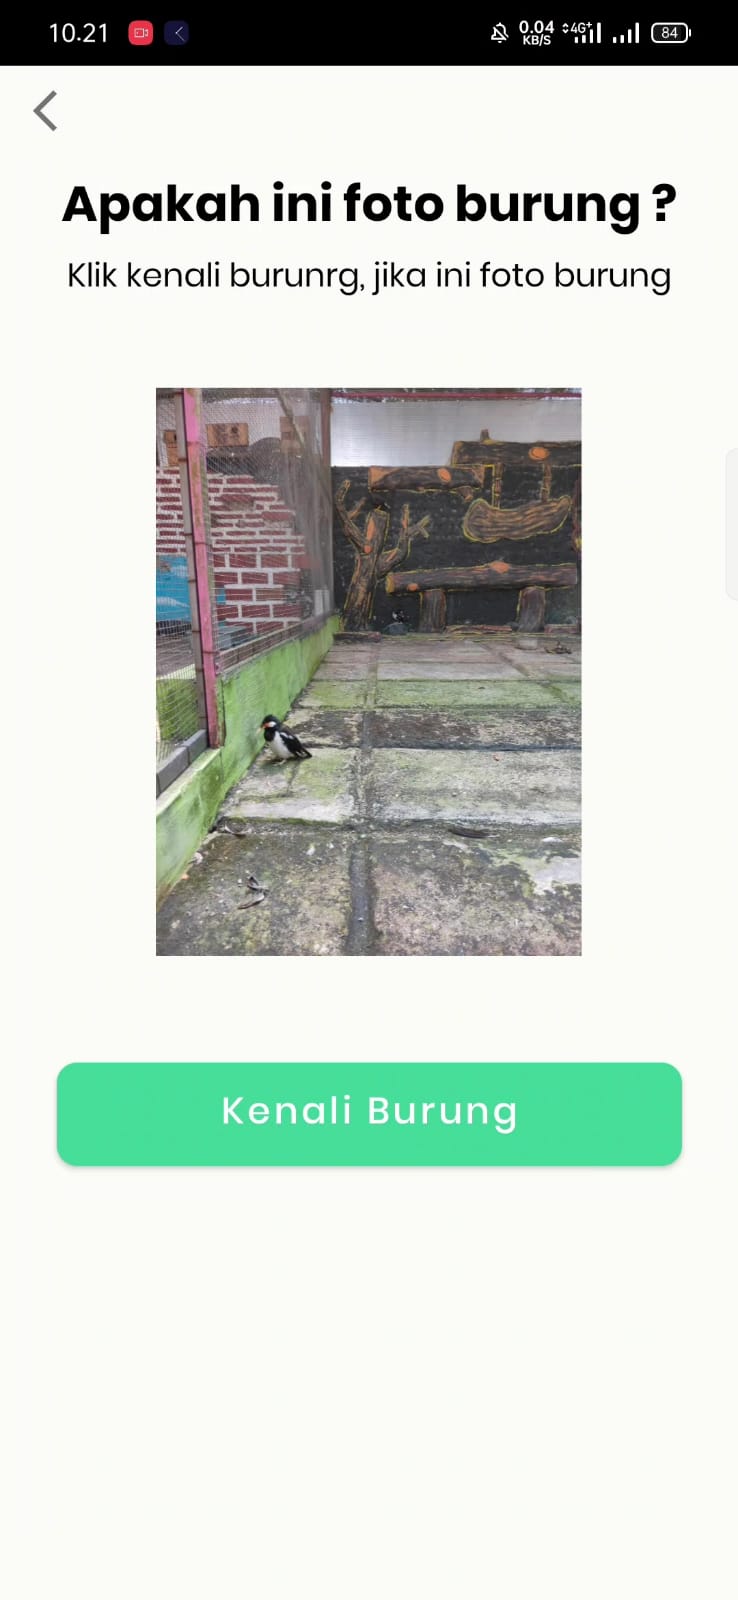 10.21
0.04
KB/S
4G+
84
Apakah ini foto burung ?
Klik kenali burunrg, jika ini foto burung
Kenali Burung